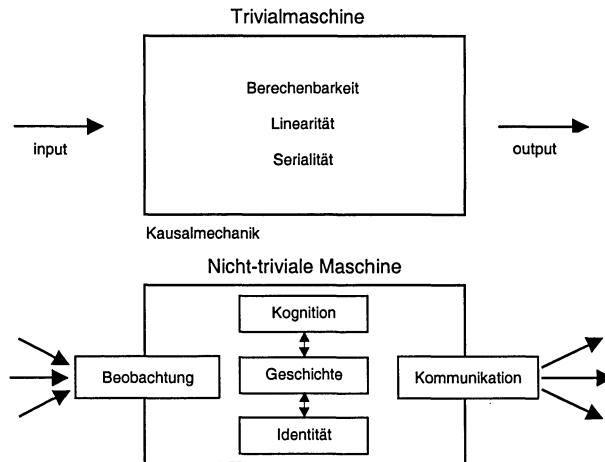 Trivialmaschine
Berechenbarkeit
Linearität
Serialität
input
output
Kausalmechanik
Nicht-triviale Maschine
Kognition
Beobachtung
Geschichte
Kommunikation
Identität